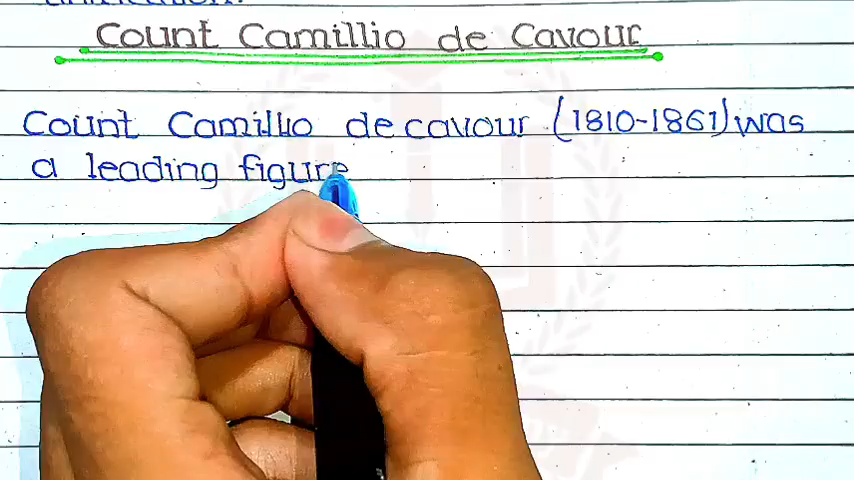 Count Camillio de Cavour
Count Camillio de cavour (1810-1861) was
a leading figure